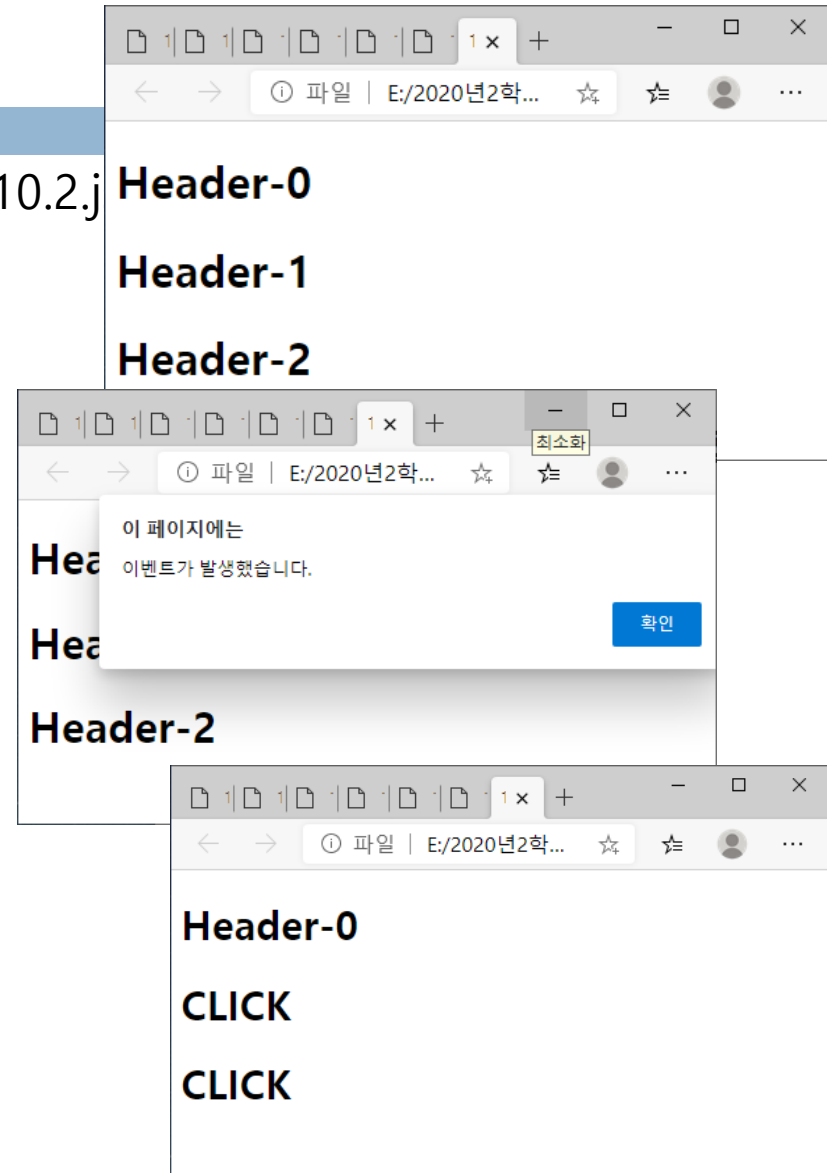 10.2.j
파일 E:/2020년2학...
Header-0
Header-1
Header-2
최소화
파일 E:/2020년2학...
이 페이지에는
이벤트가 발생했습니다.
확인
Header-2
파일 E:/2020년2학...
Header-0
CLICK
CLICK